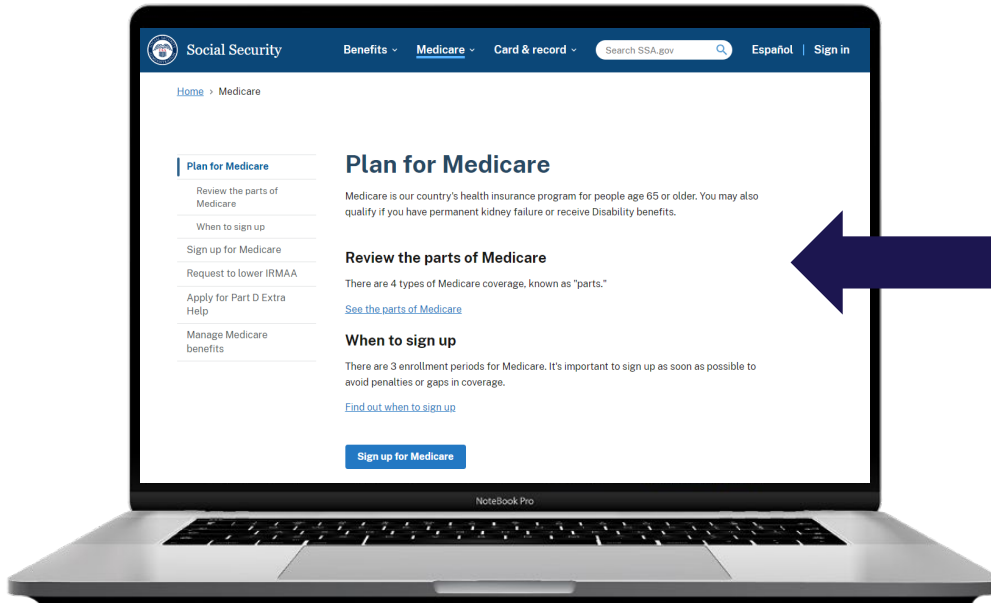 Social Security
Benefits
Medicare
Card & record
Search SSA.gov
Español | Sign in
Home > Medicare
Plan for Medicare
Review the parts of
Medicare
When to sign up
Sign up for Medicare
Request to lower IRMAA
Apply for Part D Extra
Help
Manage Medicare
benefits
Plan for Medicare
Medicare is our country's health insurance program for people age 65 or older. You may also
qualify if you have permanent kidney failure or receive Disability benefits.
Review the parts of Medicare
There are 4 types of Medicare coverage, known as "parts."
See the parts of Medicare
When to sign up
There are 3 enrollment periods for Medicare. It's important to sign up as soon as possible to
avoid penalties or gaps in coverage.
Find out when to sign up
Sign up for Medicare
NoteBook Pro